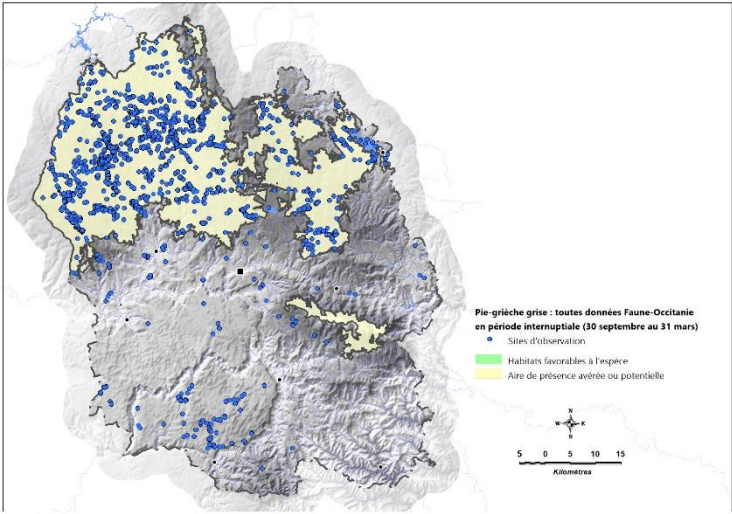 Pie-grièche grise : toutes données Faune-Occitanie
en période internuptiale (30 septembre au 31 mars)
Sites d'observation
Habitats favorables à l'espèce
Aire de présence avérée ou potentielle
N
W E
S
5 0 5 10 15
Kilomètres